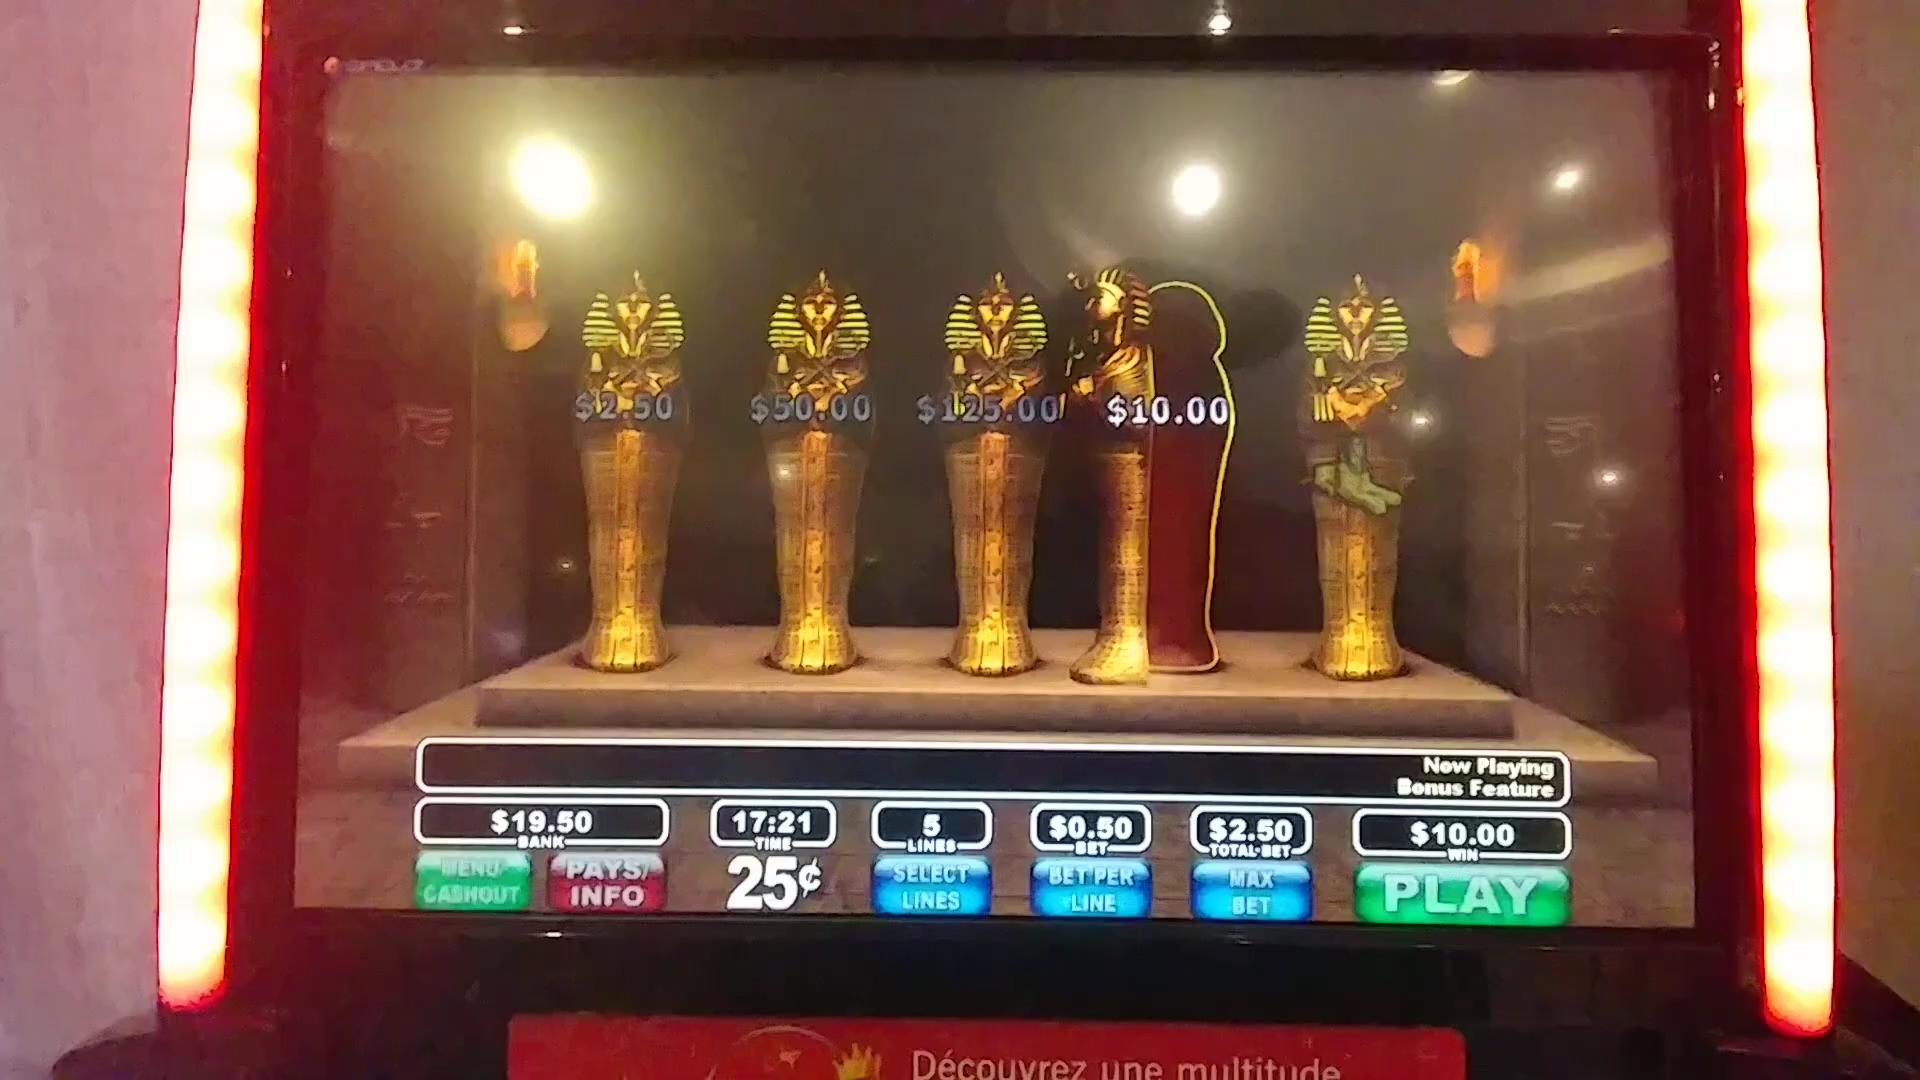 SPIELO
$2.50 $50.00 $125.00 $10.00
Now Playing
Bonus Feature
$19.50
BANK
17:21
TIME
5
LINES
$0.50
BET
$2.50
TOTAL BET
$10.00
WIN
MENU/
CASHOUT
PAYS/
INFO
25¢
SELECT
LINES
BET PER
LINE
MAX
BET
PLAY
Découvrez une multitude